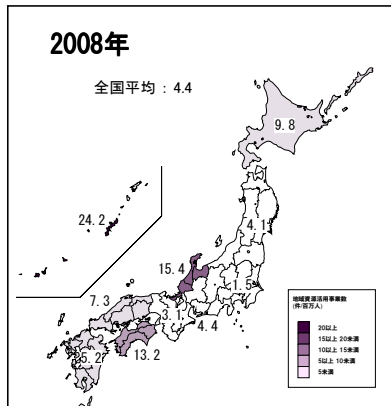 2008年
全国平均 : 4.4
9.8
24.2
4.1
15.4
1.5
7.3
3.1
4.4
5.2
13.2
地域資源活用事業数
(件/百万人)
20以上
15以上 20未満
10以上 15未満
5以上 10未満
5未満